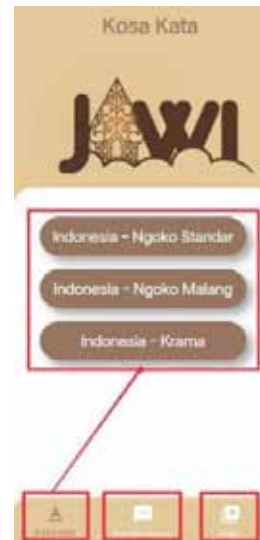 Kosa Kata
JAWI
Indonesia - Ngoko Standar
Indonesia - Ngoko Malang
Indonesia - Krama